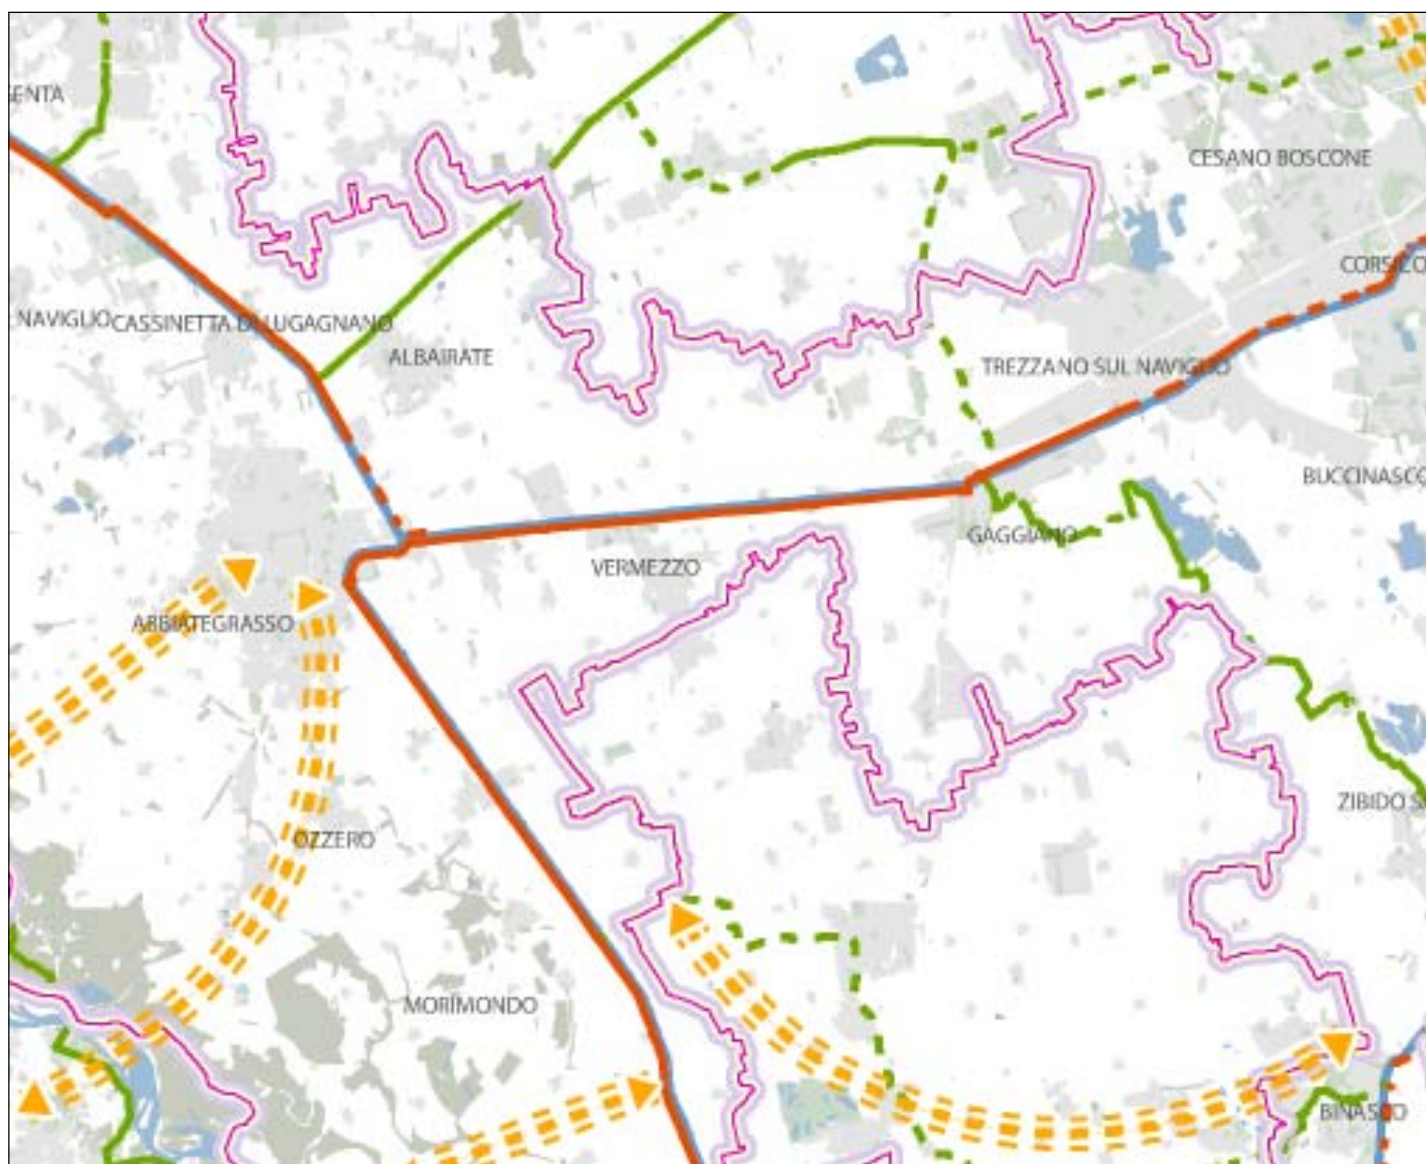 ENTA
CESANO BOSCONE
CORSICO
NAVIGLIO
CASSINETTA DI LUGAGNANO
ALBAIRATE
TREZZANO SUL NAVIGLIO
BUCCINASCO
GAGGIANO
VERMEZZO
ABBIATEGRASSO
ZIBIDO S
OZZERO
MORIMONDO
BINASCO